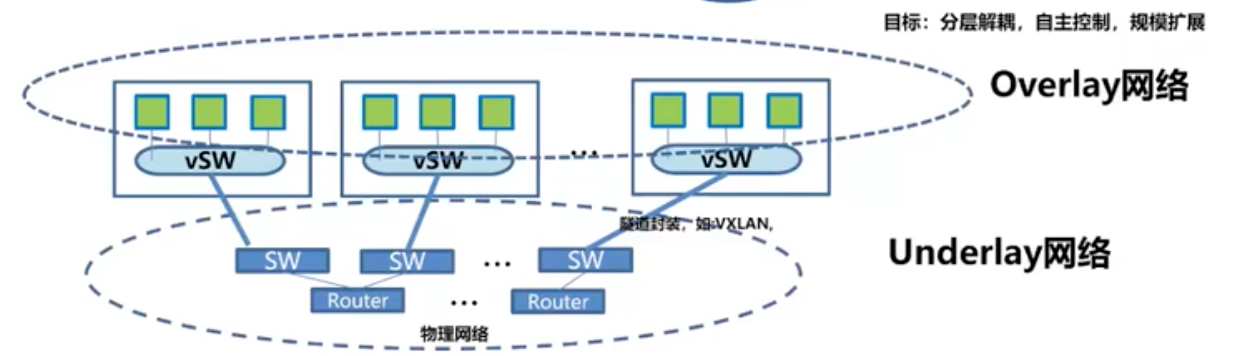 目标：分层解耦，自主控制，规模扩展
Overlay网络
vSW
vSW
...
vSW
隧道封装，如:VXLAN,
Underlay网络
SW
SW
...
SW
Router
...
Router
物理网络